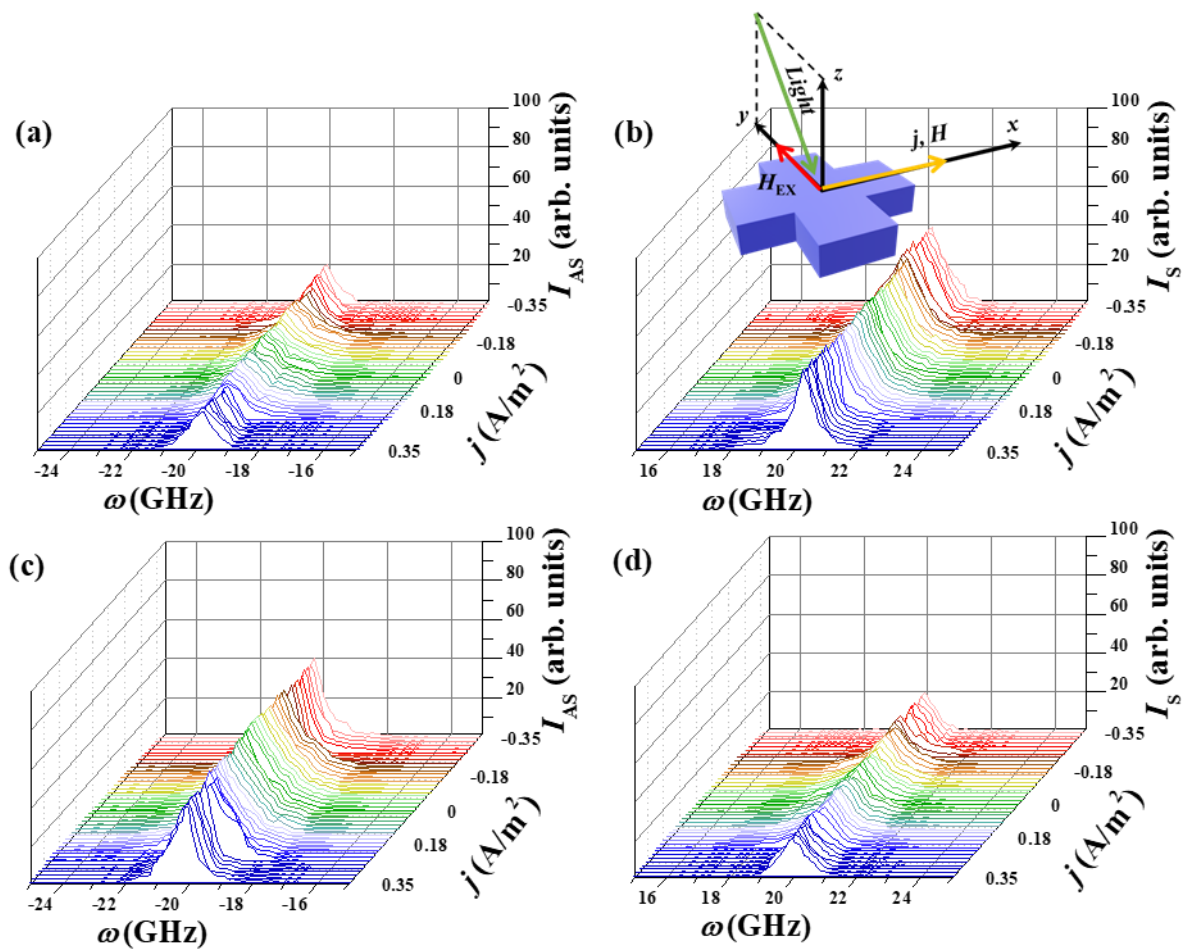 (a)
100
80
60
40
20
I_AS (arb. units)
-0.35
-0.18
0
0.18
0.35
j (A/m²)
-24 -22 -20 -18 -16
ω (GHz)
(b)
Light
z
y
x
j, H
H_EX
100
80
60
40
20
I_S (arb. units)
-0.35
-0.18
0
0.18
0.35
j (A/m²)
16 18 20 22 24
ω (GHz)
(c)
100
80
60
40
20
I_AS (arb. units)
-0.35
-0.18
0
0.18
0.35
j (A/m²)
-24 -22 -20 -18 -16
ω (GHz)
(d)
100
80
60
40
20
I_S (arb. units)
-0.35
-0.18
0
0.18
0.35
j (A/m²)
16 18 20 22 24
ω (GHz)